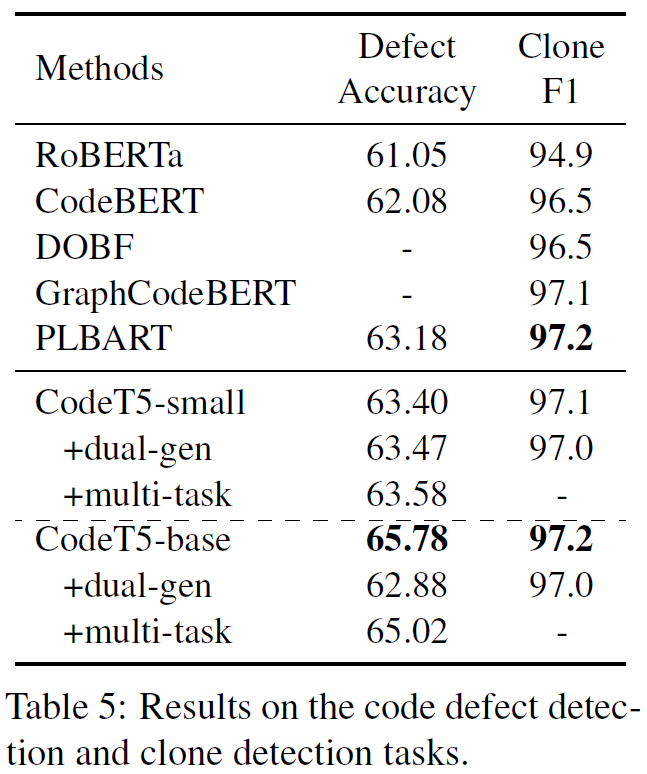 Methods Defect Accuracy Clone F1
RoBERTa 61.05 94.9
CodeBERT 62.08 96.5
DOBF - 96.5
GraphCodeBERT - 97.1
PLBART 63.18 97.2
CodeT5-small 63.40 97.1
+dual-gen 63.47 97.0
+multi-task 63.58 -
CodeT5-base 65.78 97.2
+dual-gen 62.88 97.0
+multi-task 65.02 -
Table 5: Results on the code defect detec-
tion and clone detection tasks.